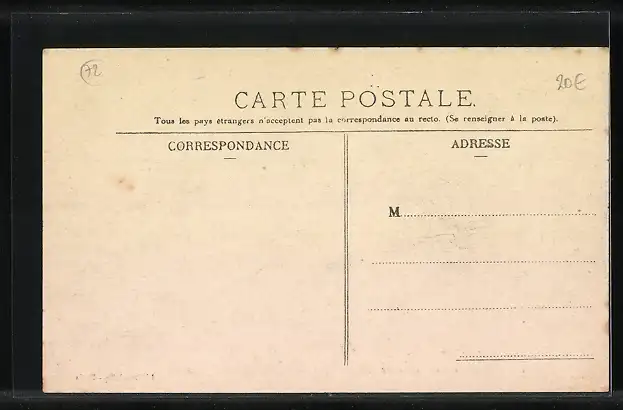 72
20€
CARTE POSTALE.
Tous les pays étrangers n'acceptent pas la correspondance au recto. (Se renseigner à la poste).
CORRESPONDANCE
ADRESSE
M